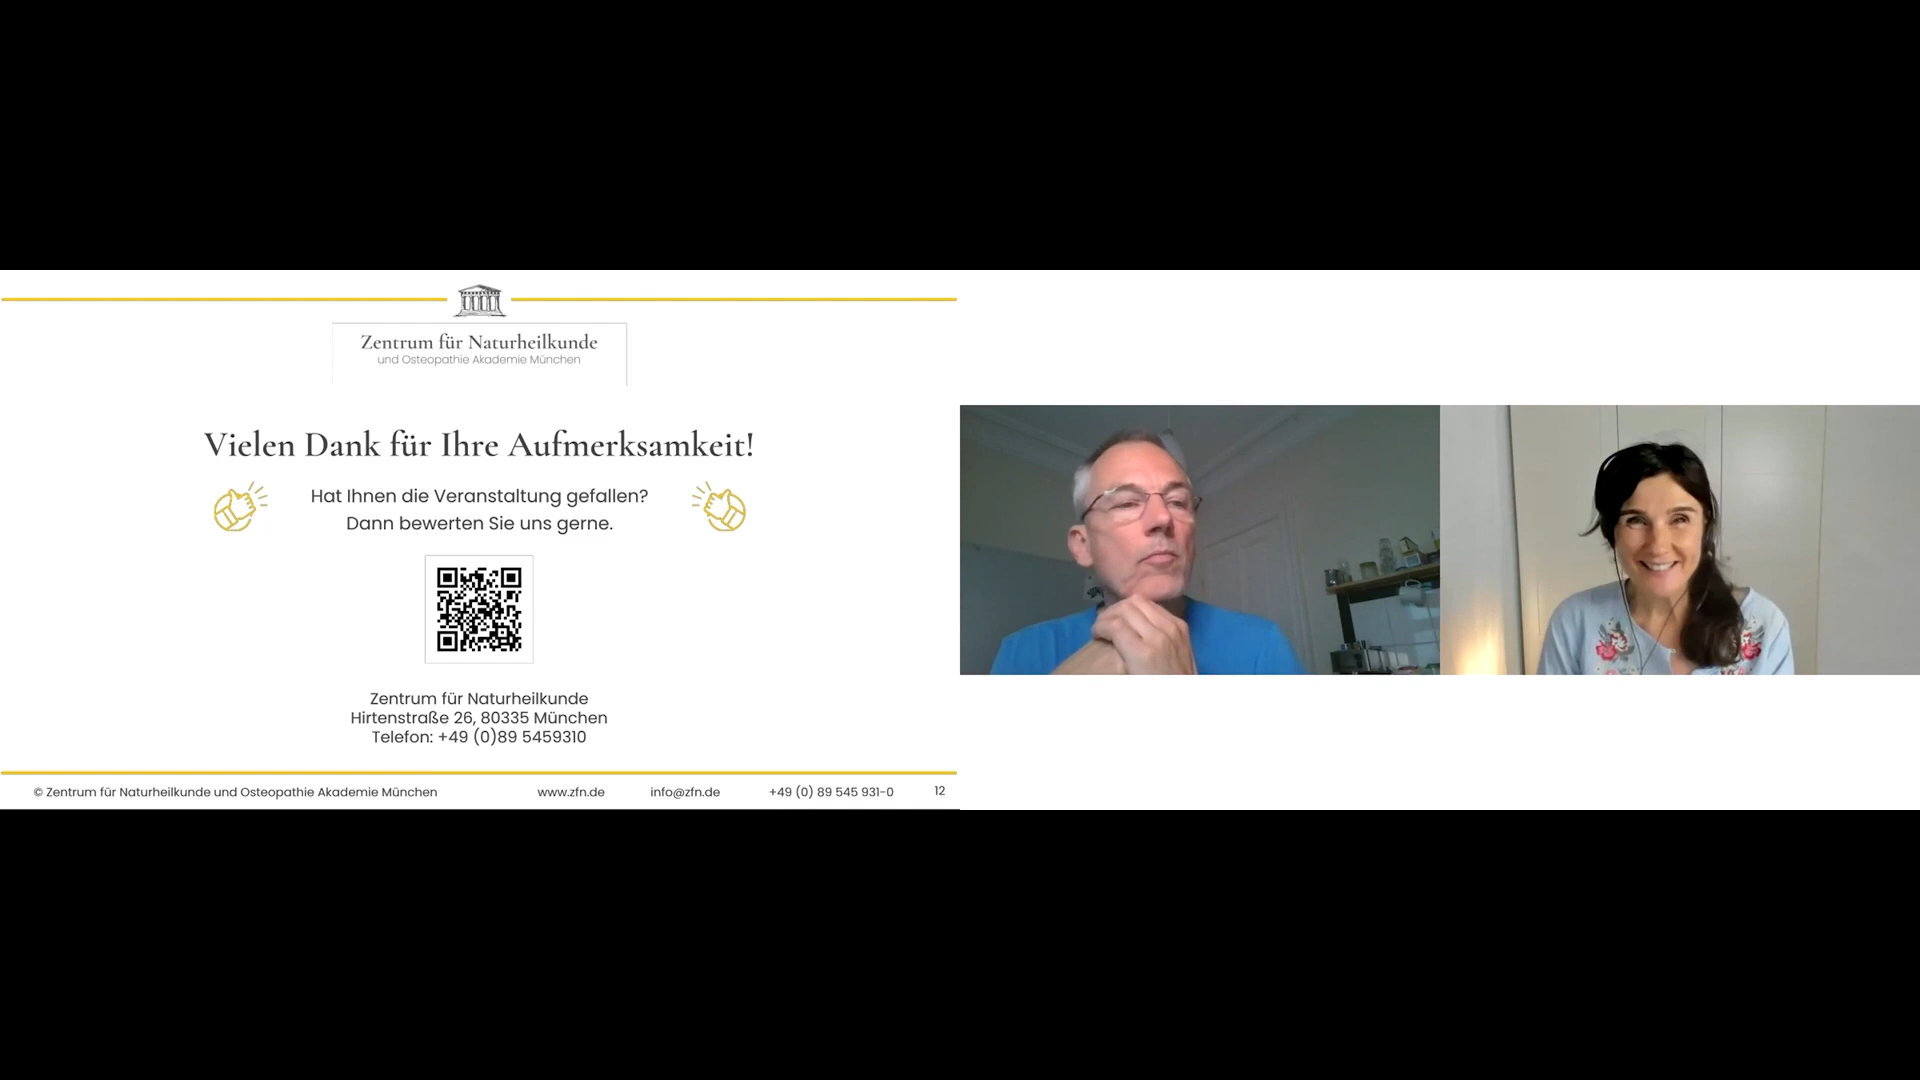 Zentrum für Naturheilkunde
und Osteopathie Akademie München
Vielen Dank für Ihre Aufmerksamkeit!
Hat Ihnen die Veranstaltung gefallen?
Dann bewerten Sie uns gerne.
Zentrum für Naturheilkunde
Hirtenstraße 26, 80335 München
Telefon: +49 (0)89 5459310
© Zentrum für Naturheilkunde und Osteopathie Akademie München www.zfn.de info@zfn.de +49 (0) 89 545 931-0 12